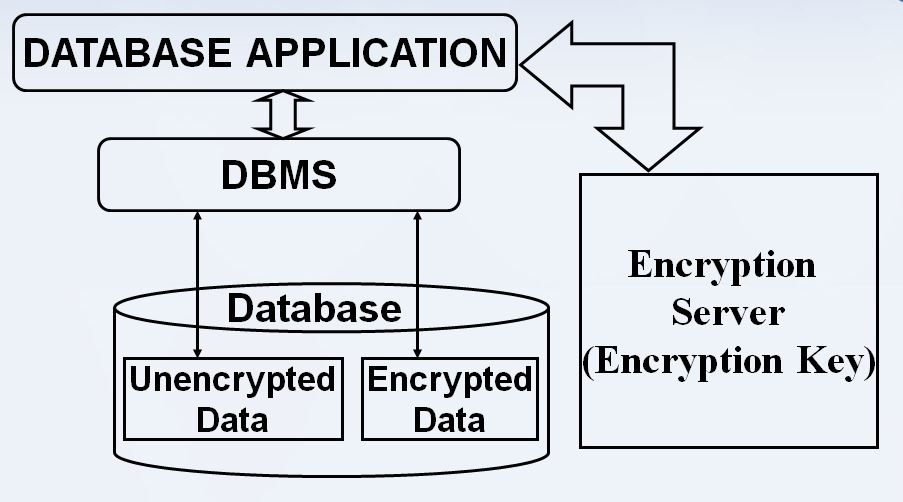 DATABASE APPLICATION
DBMS
Encryption
Server
(Encryption Key)
Database
Unencrypted
Data
Encrypted
Data